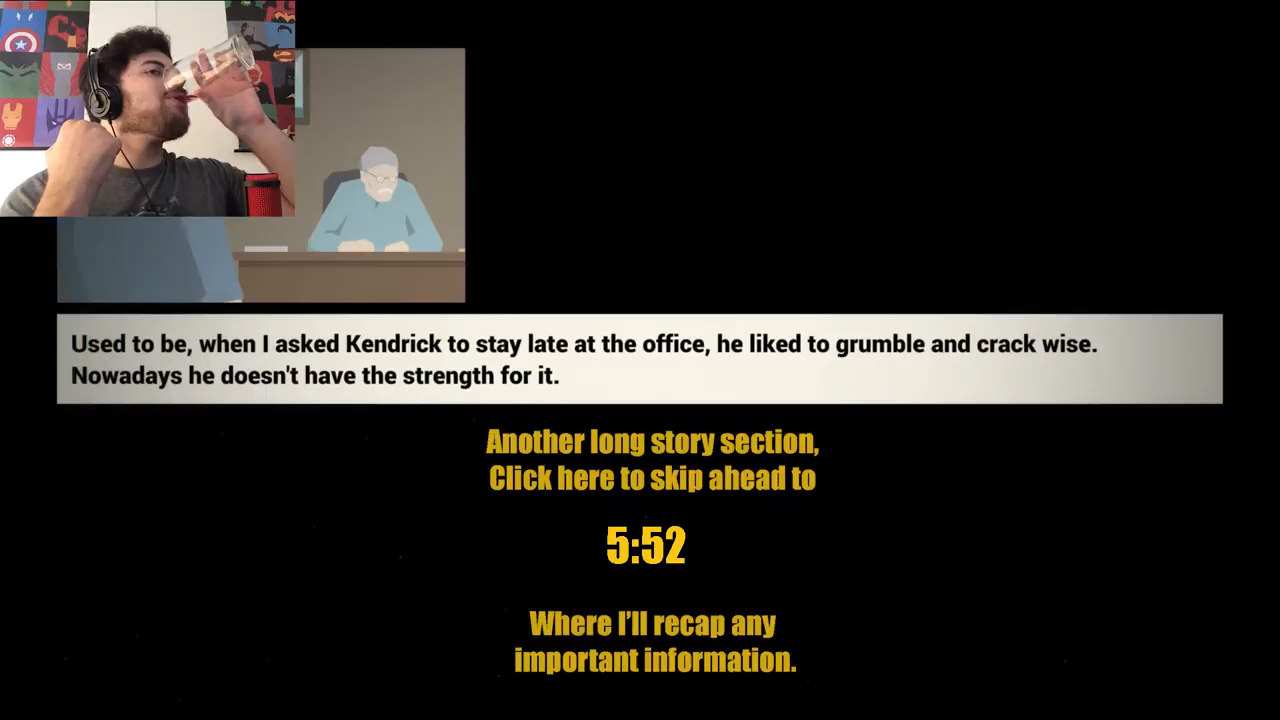 Used to be, when I asked Kendrick to stay late at the office, he liked to grumble and crack wise.
Nowadays he doesn't have the strength for it.
Another long story section,
Click here to skip ahead to
5:52
Where I'll recap any
important information.